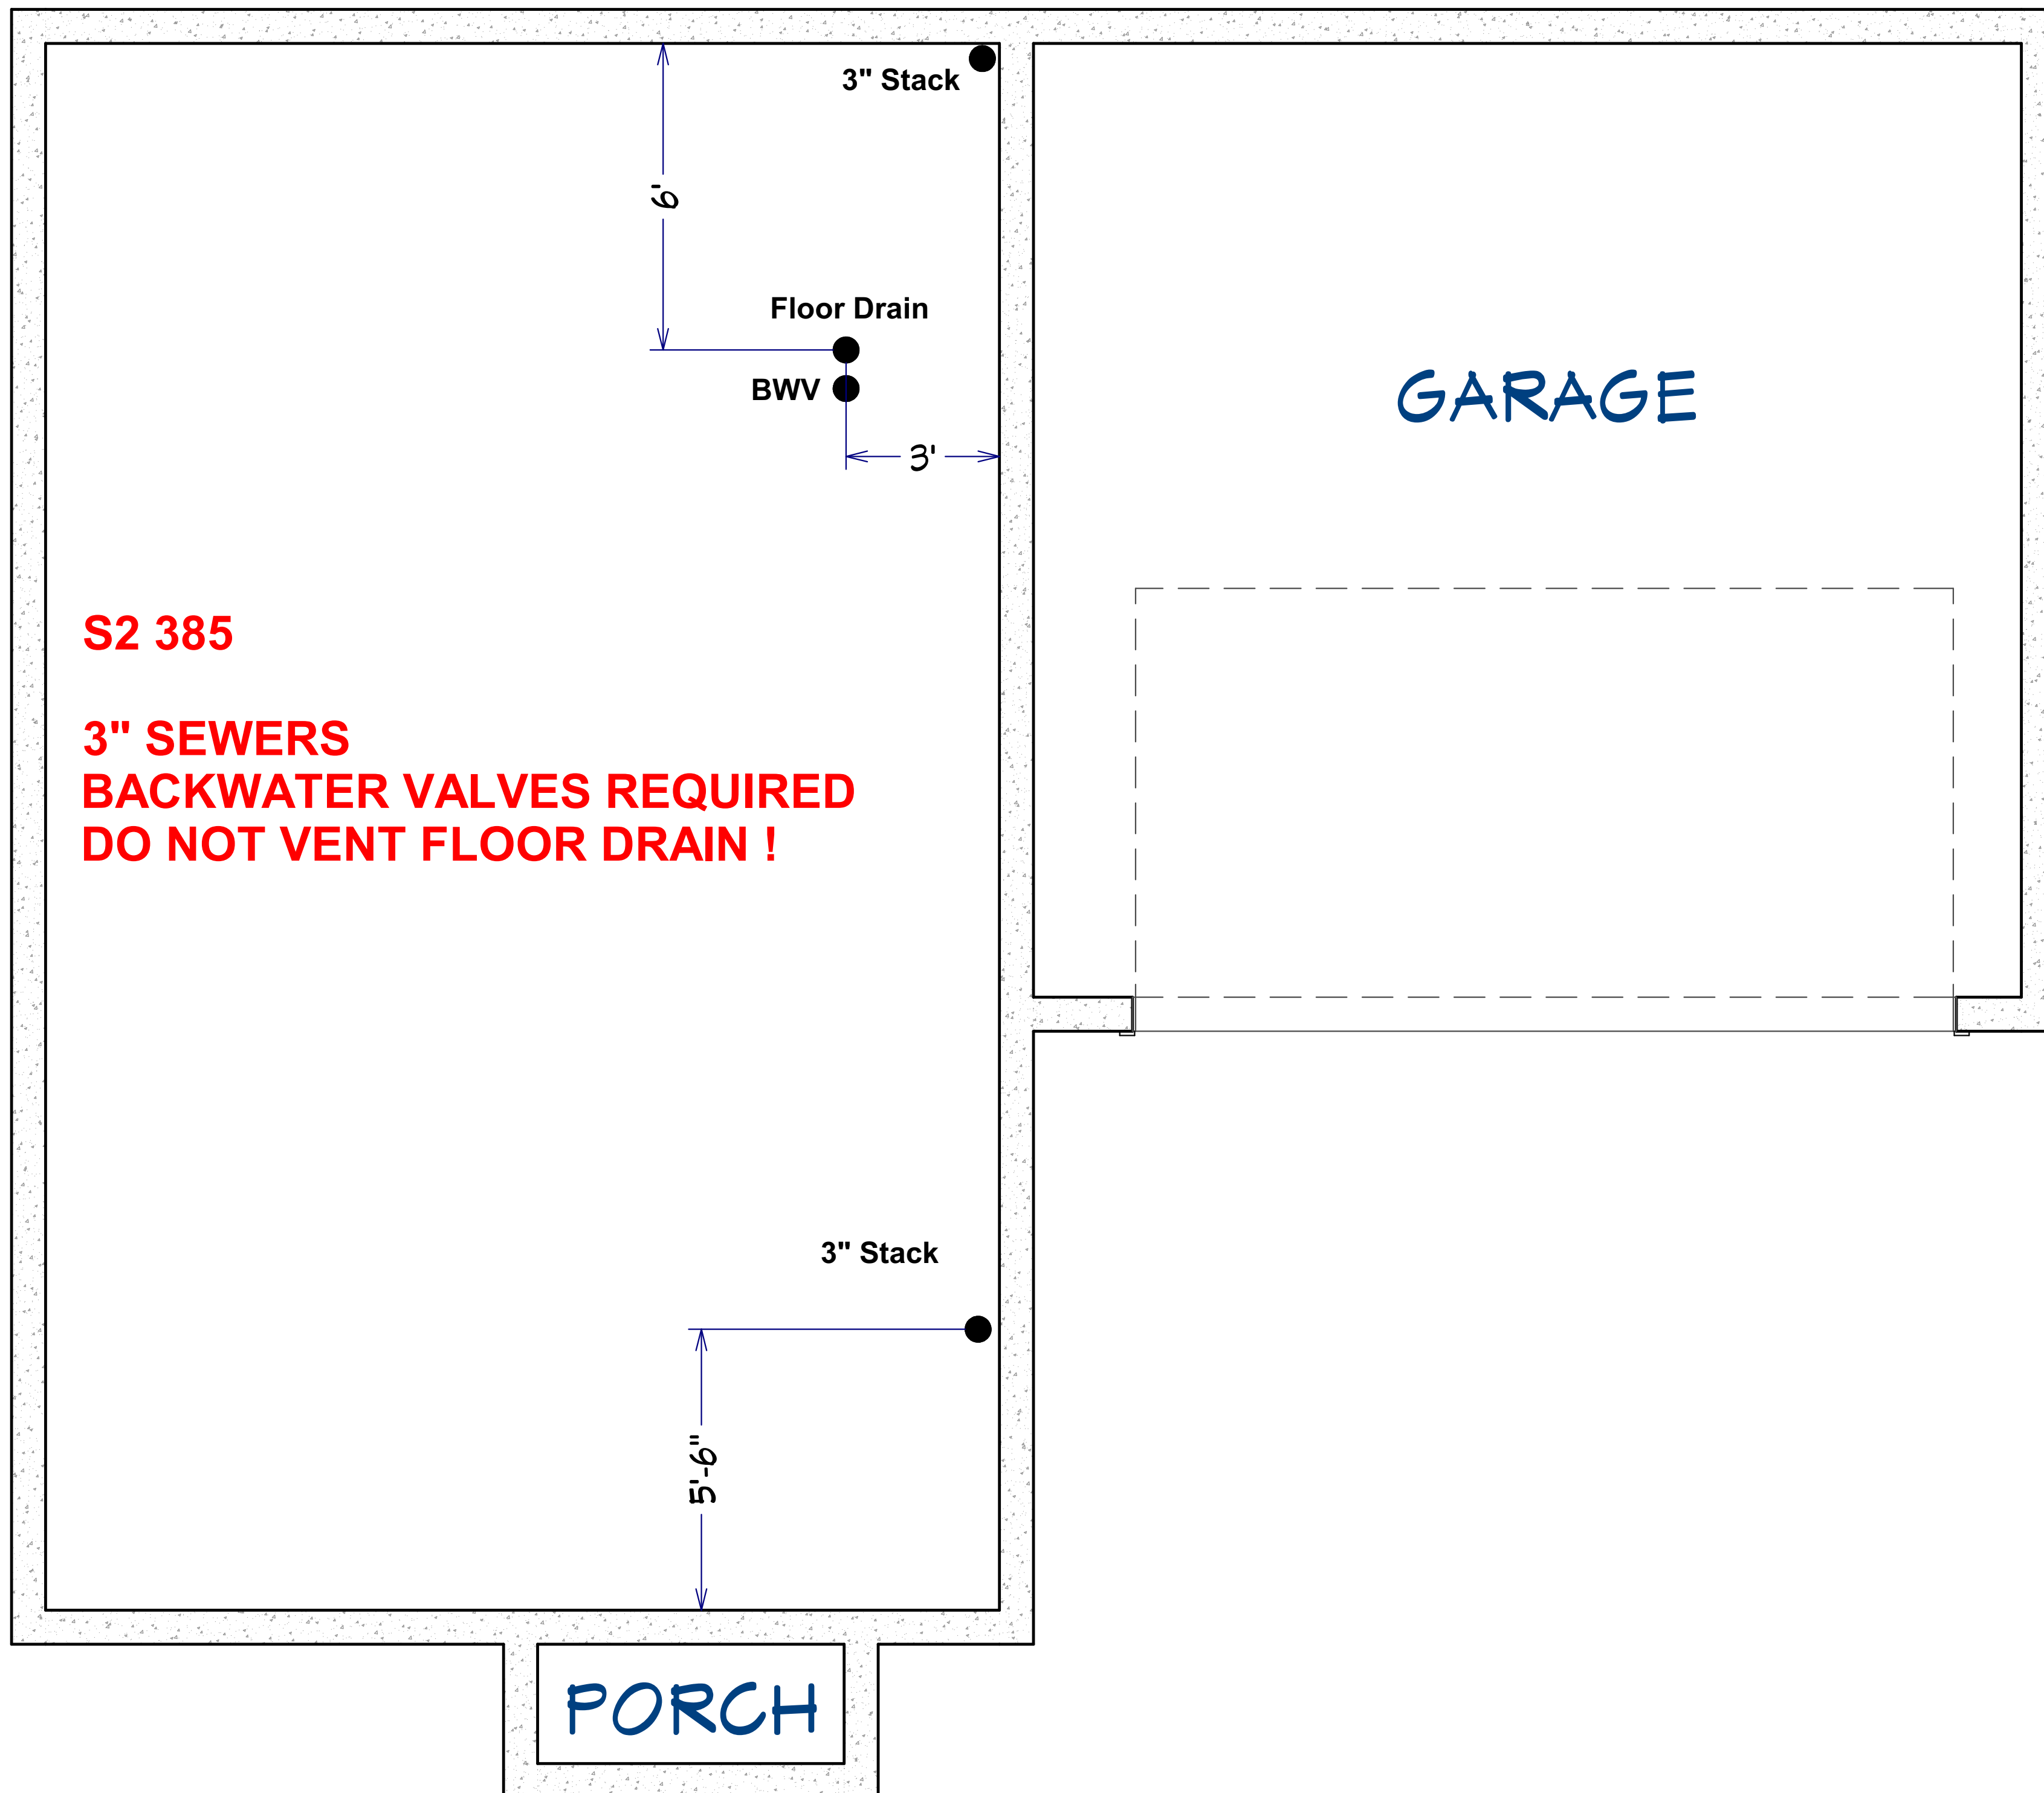 3" Stack
6'
Floor Drain
BWV
3'
GARAGE
S2 385
3" SEWERS
BACKWATER VALVES REQUIRED
DO NOT VENT FLOOR DRAIN !
3" Stack
5'-6"
PORCH